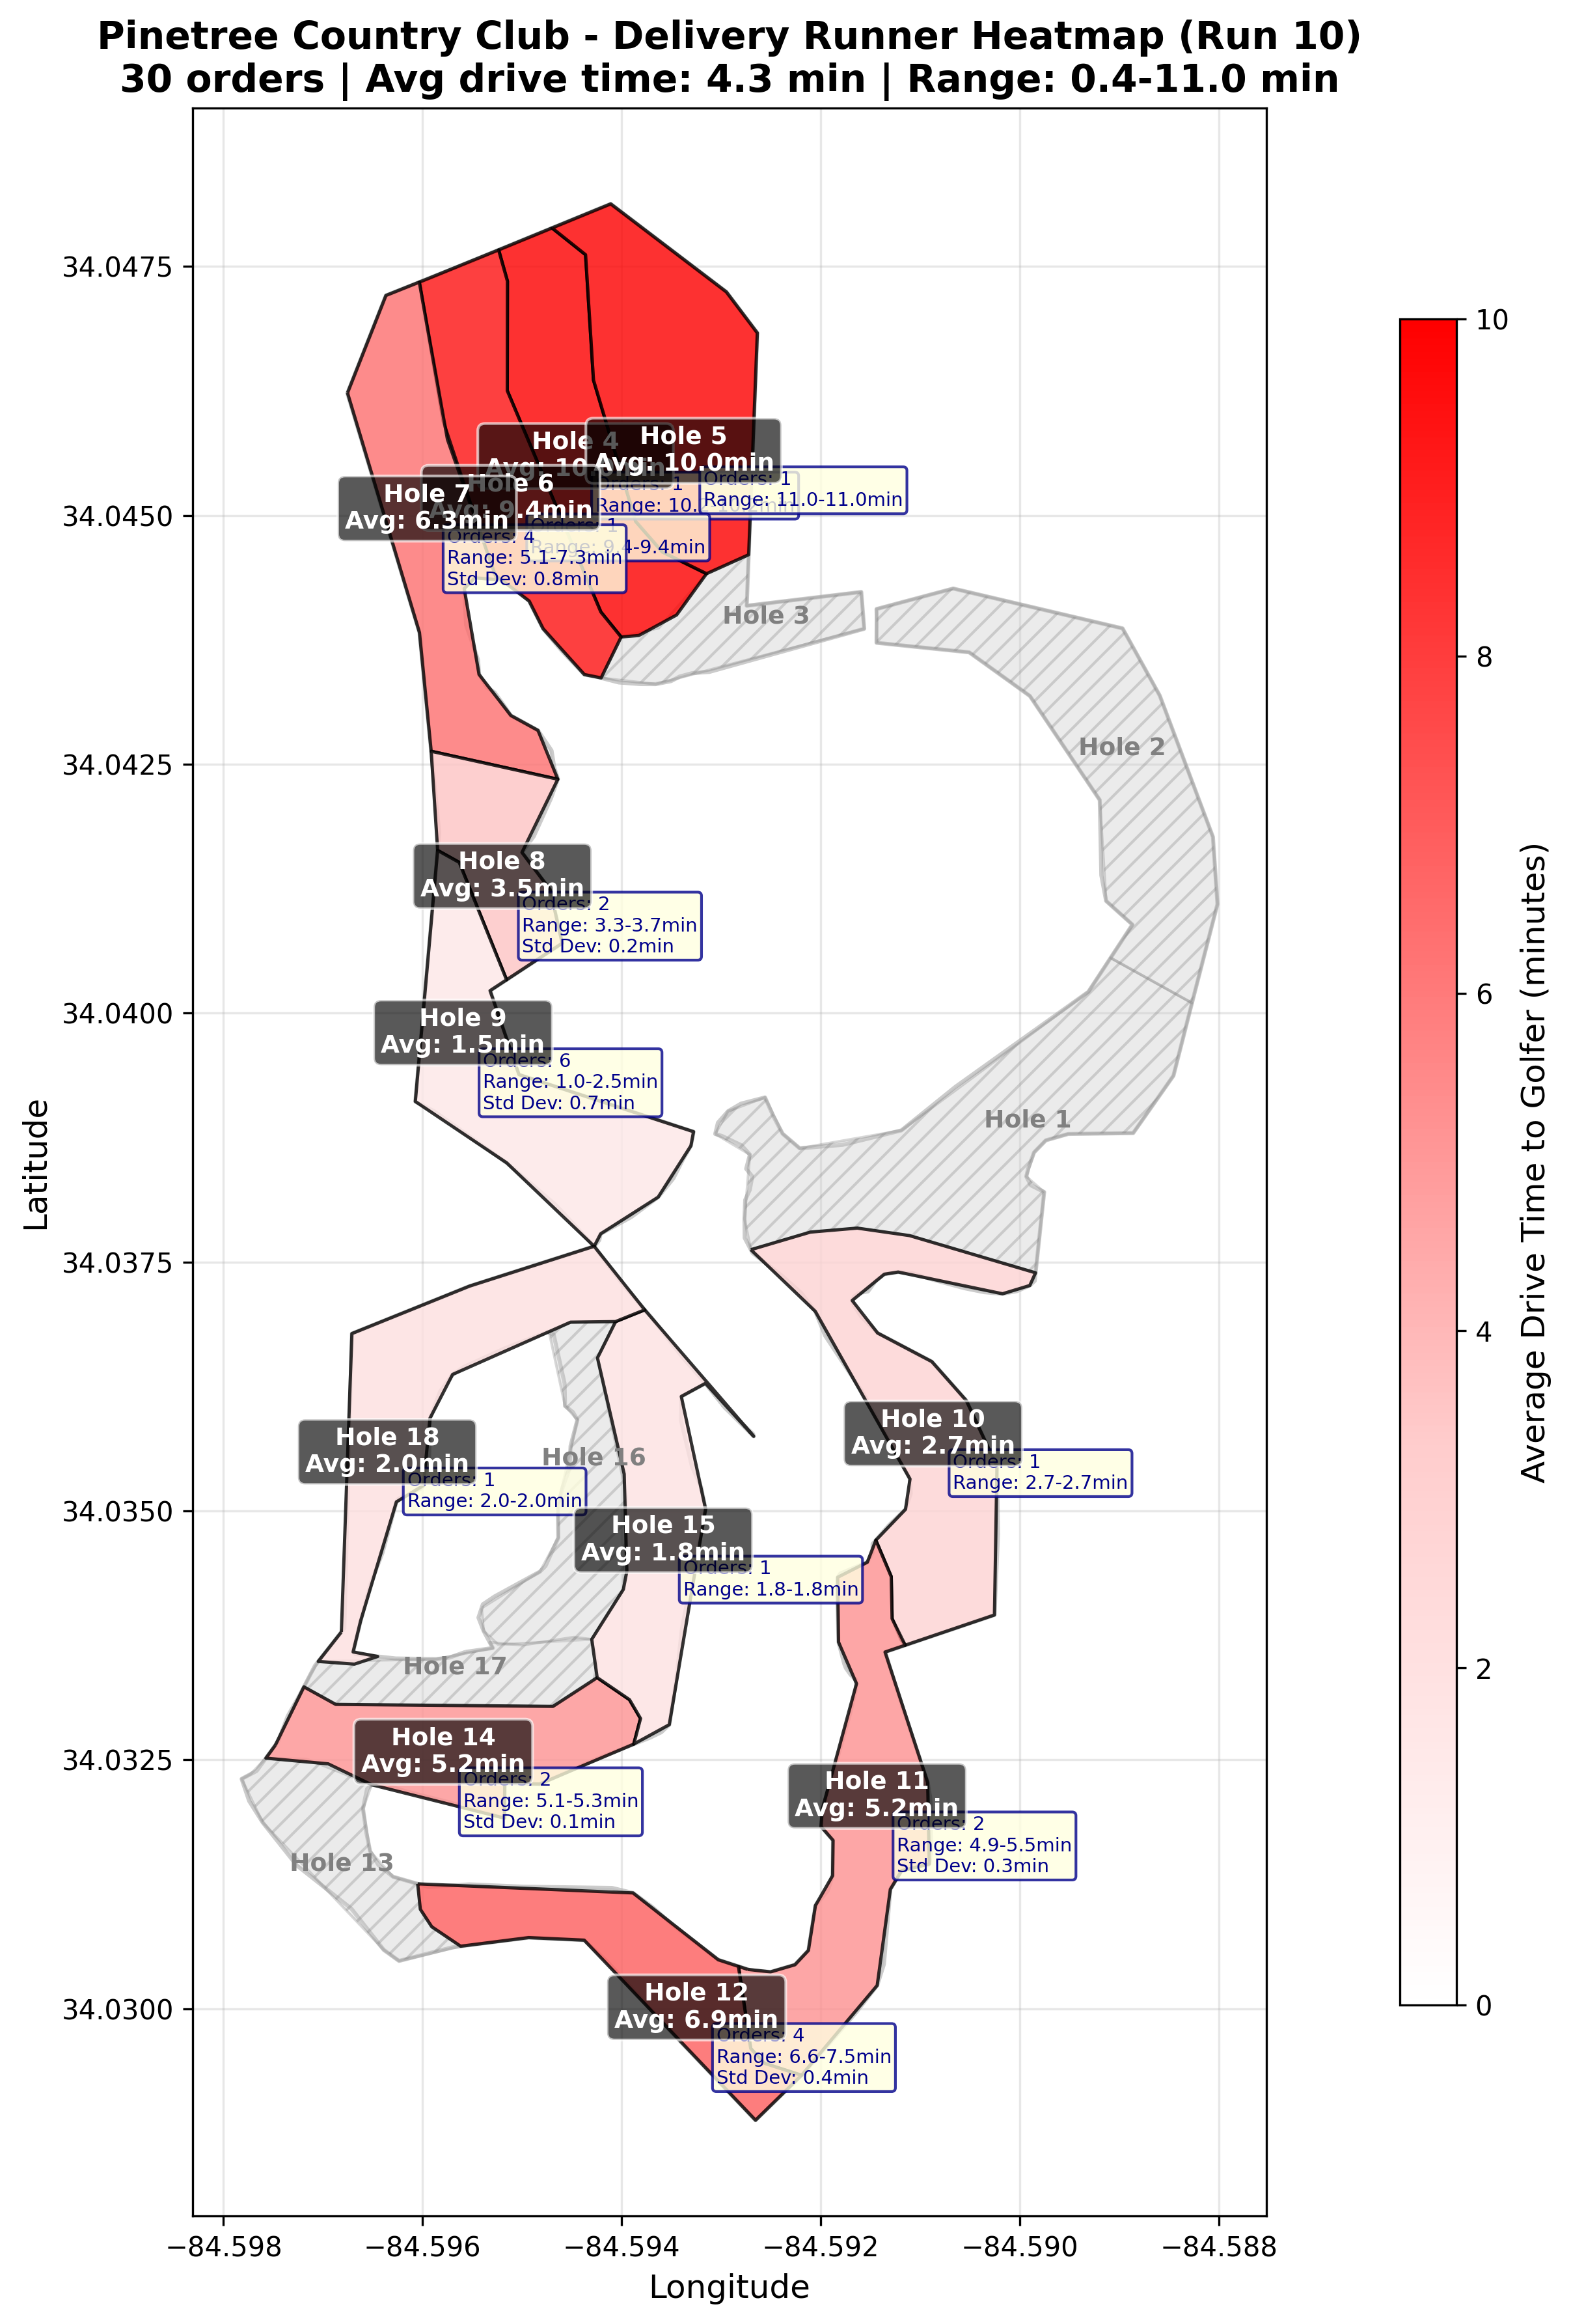 Pinetree Country Club - Delivery Runner Heatmap (Run 10)
30 orders | Avg drive time: 4.3 min | Range: 0.4-11.0 min
34.0475
34.0450
34.0425
34.0400
34.0375
34.0350
34.0325
34.0300
Latitude
−84.598
−84.596
−84.594
−84.592
−84.590
−84.588
Longitude
Hole 4
Avg: 10.
Hole 5
Avg: 10.0min
Orders: 1
Range: 11.0-11.0min
Orders: 1
Range: 10.
Hole 6
9.4min
Orders: 1
Range: 9.4-9.4min
Hole 7
Avg: 6.3min
Orders: 4
Range: 5.1-7.3min
Std Dev: 0.8min
Hole 3
Hole 2
Hole 8
Avg: 3.5min
Orders: 2
Range: 3.3-3.7min
Std Dev: 0.2min
Hole 9
Avg: 1.5min
Orders: 6
Range: 1.0-2.5min
Std Dev: 0.7min
Hole 1
Hole 10
Avg: 2.7min
Orders: 1
Range: 2.7-2.7min
Hole 18
Avg: 2.0min
Orders: 1
Range: 2.0-2.0min
Hole 16
Hole 15
Avg: 1.8min
Orders: 1
Range: 1.8-1.8min
Hole 17
Hole 14
Avg: 5.2min
Orders: 2
Range: 5.1-5.3min
Std Dev: 0.1min
Hole 11
Avg: 5.2min
Orders: 2
Range: 4.9-5.5min
Std Dev: 0.3min
Hole 13
Hole 12
Avg: 6.9min
Orders: 4
Range: 6.6-7.5min
Std Dev: 0.4min
10
8
6
4
2
0
Average Drive Time to Golfer (minutes)